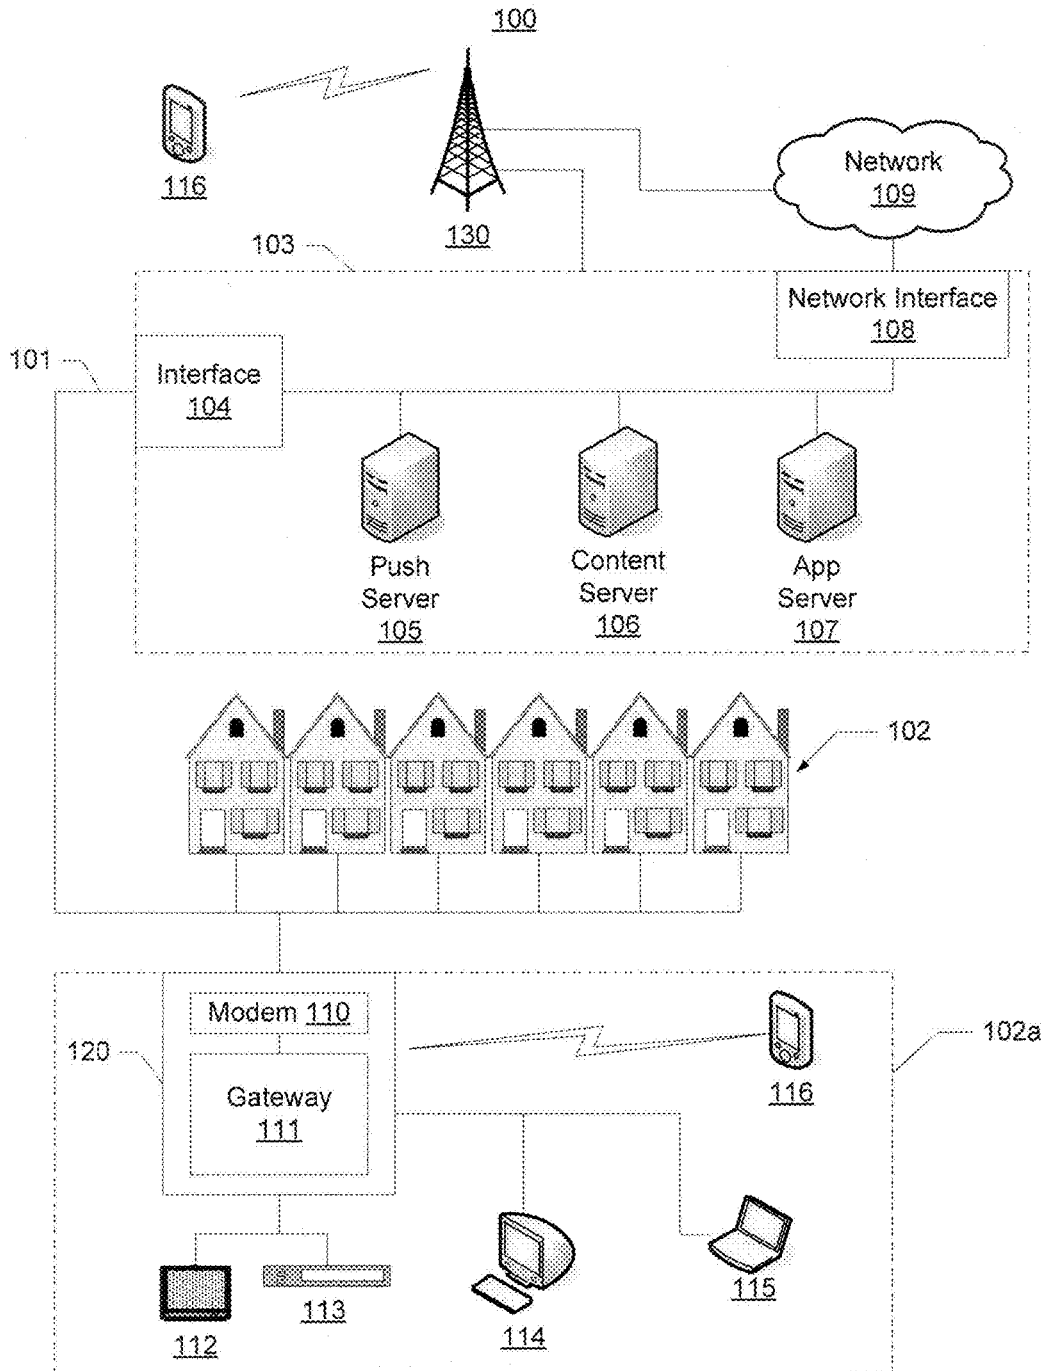 100
116
130
Network
109
103
Network Interface
108
101
Interface
104
Push
Server
105
Content
Server
106
App
Server
107
102
Modem 110
120
Gateway
111
116
102a
112
113
114
115